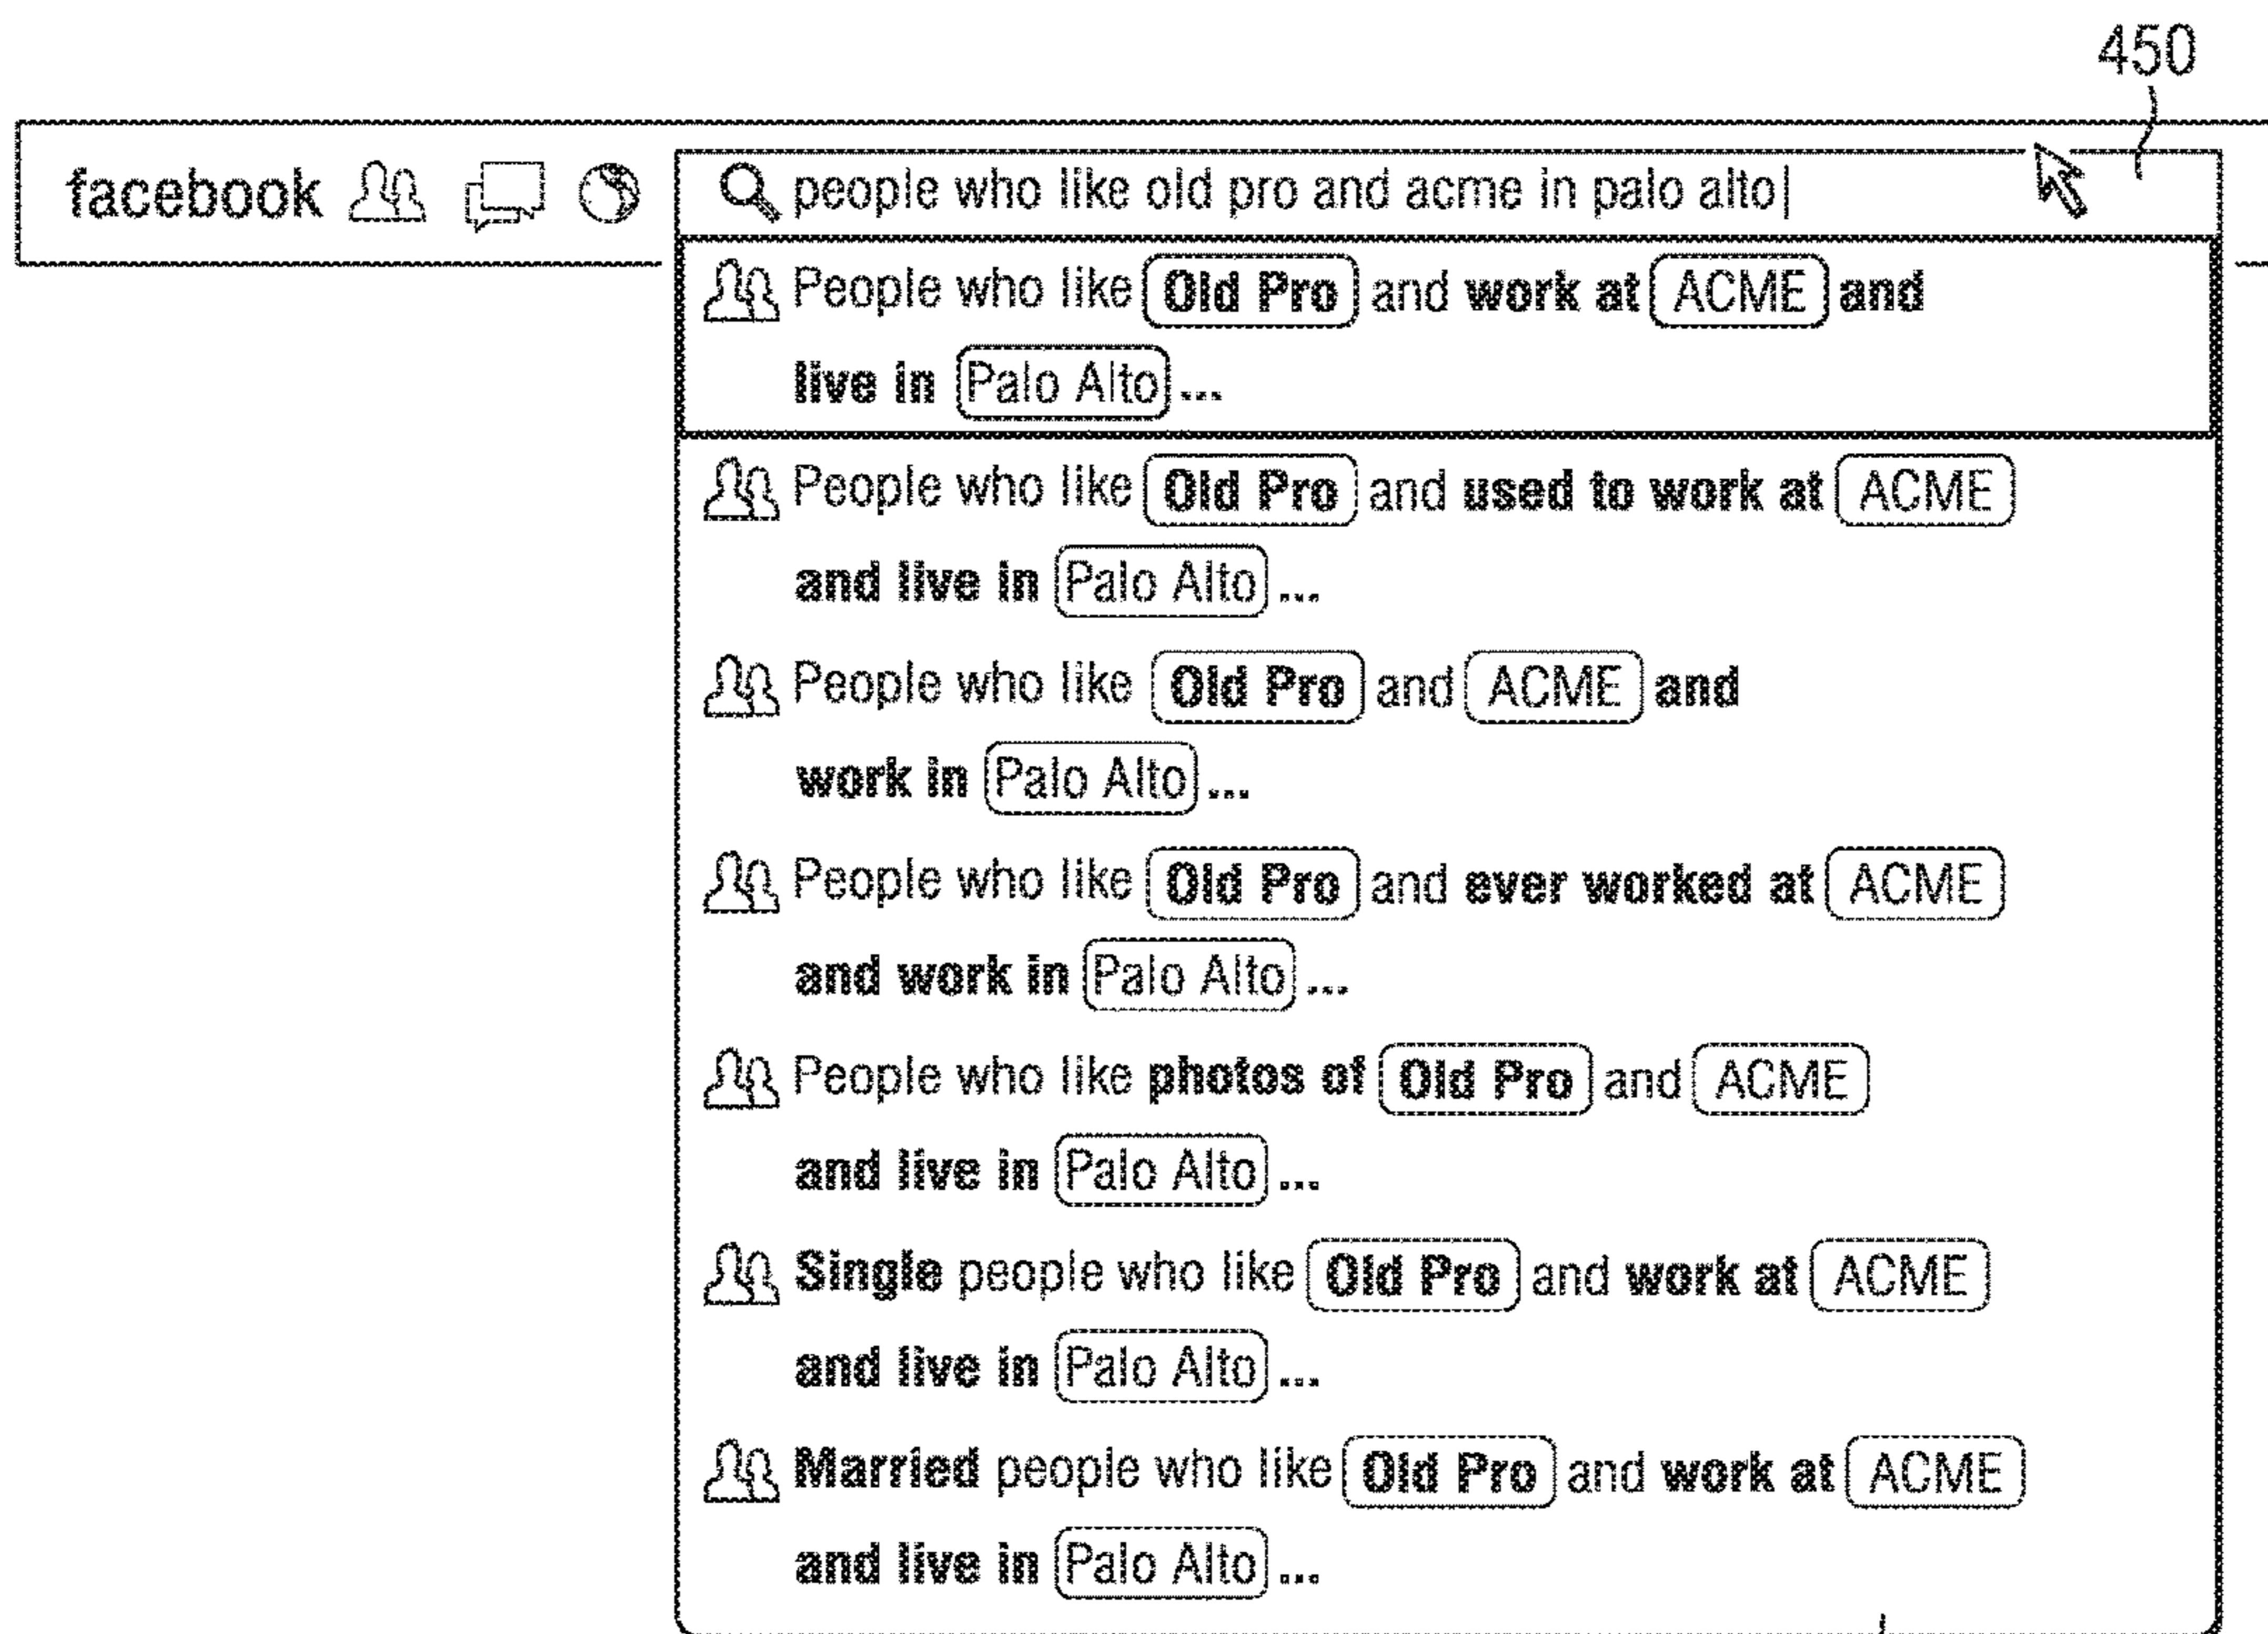 450
facebook people who like old pro and acme in palo alto
People who like Old Pro and work at ACME and
live in Palo Alto ...
People who like Old Pro and used to work at ACME
and live in Palo Alto ...
People who like Old Pro and ACME and
work in Palo Alto ...
People who like Old Pro and ever worked at ACME
and work in Palo Alto ...
People who like photos of Old Pro and ACME
and live in Palo Alto ...
Single people who like Old Pro and work at ACME
and live in Palo Alto ...
Married people who like Old Pro and work at ACME
and live in Palo Alto ...